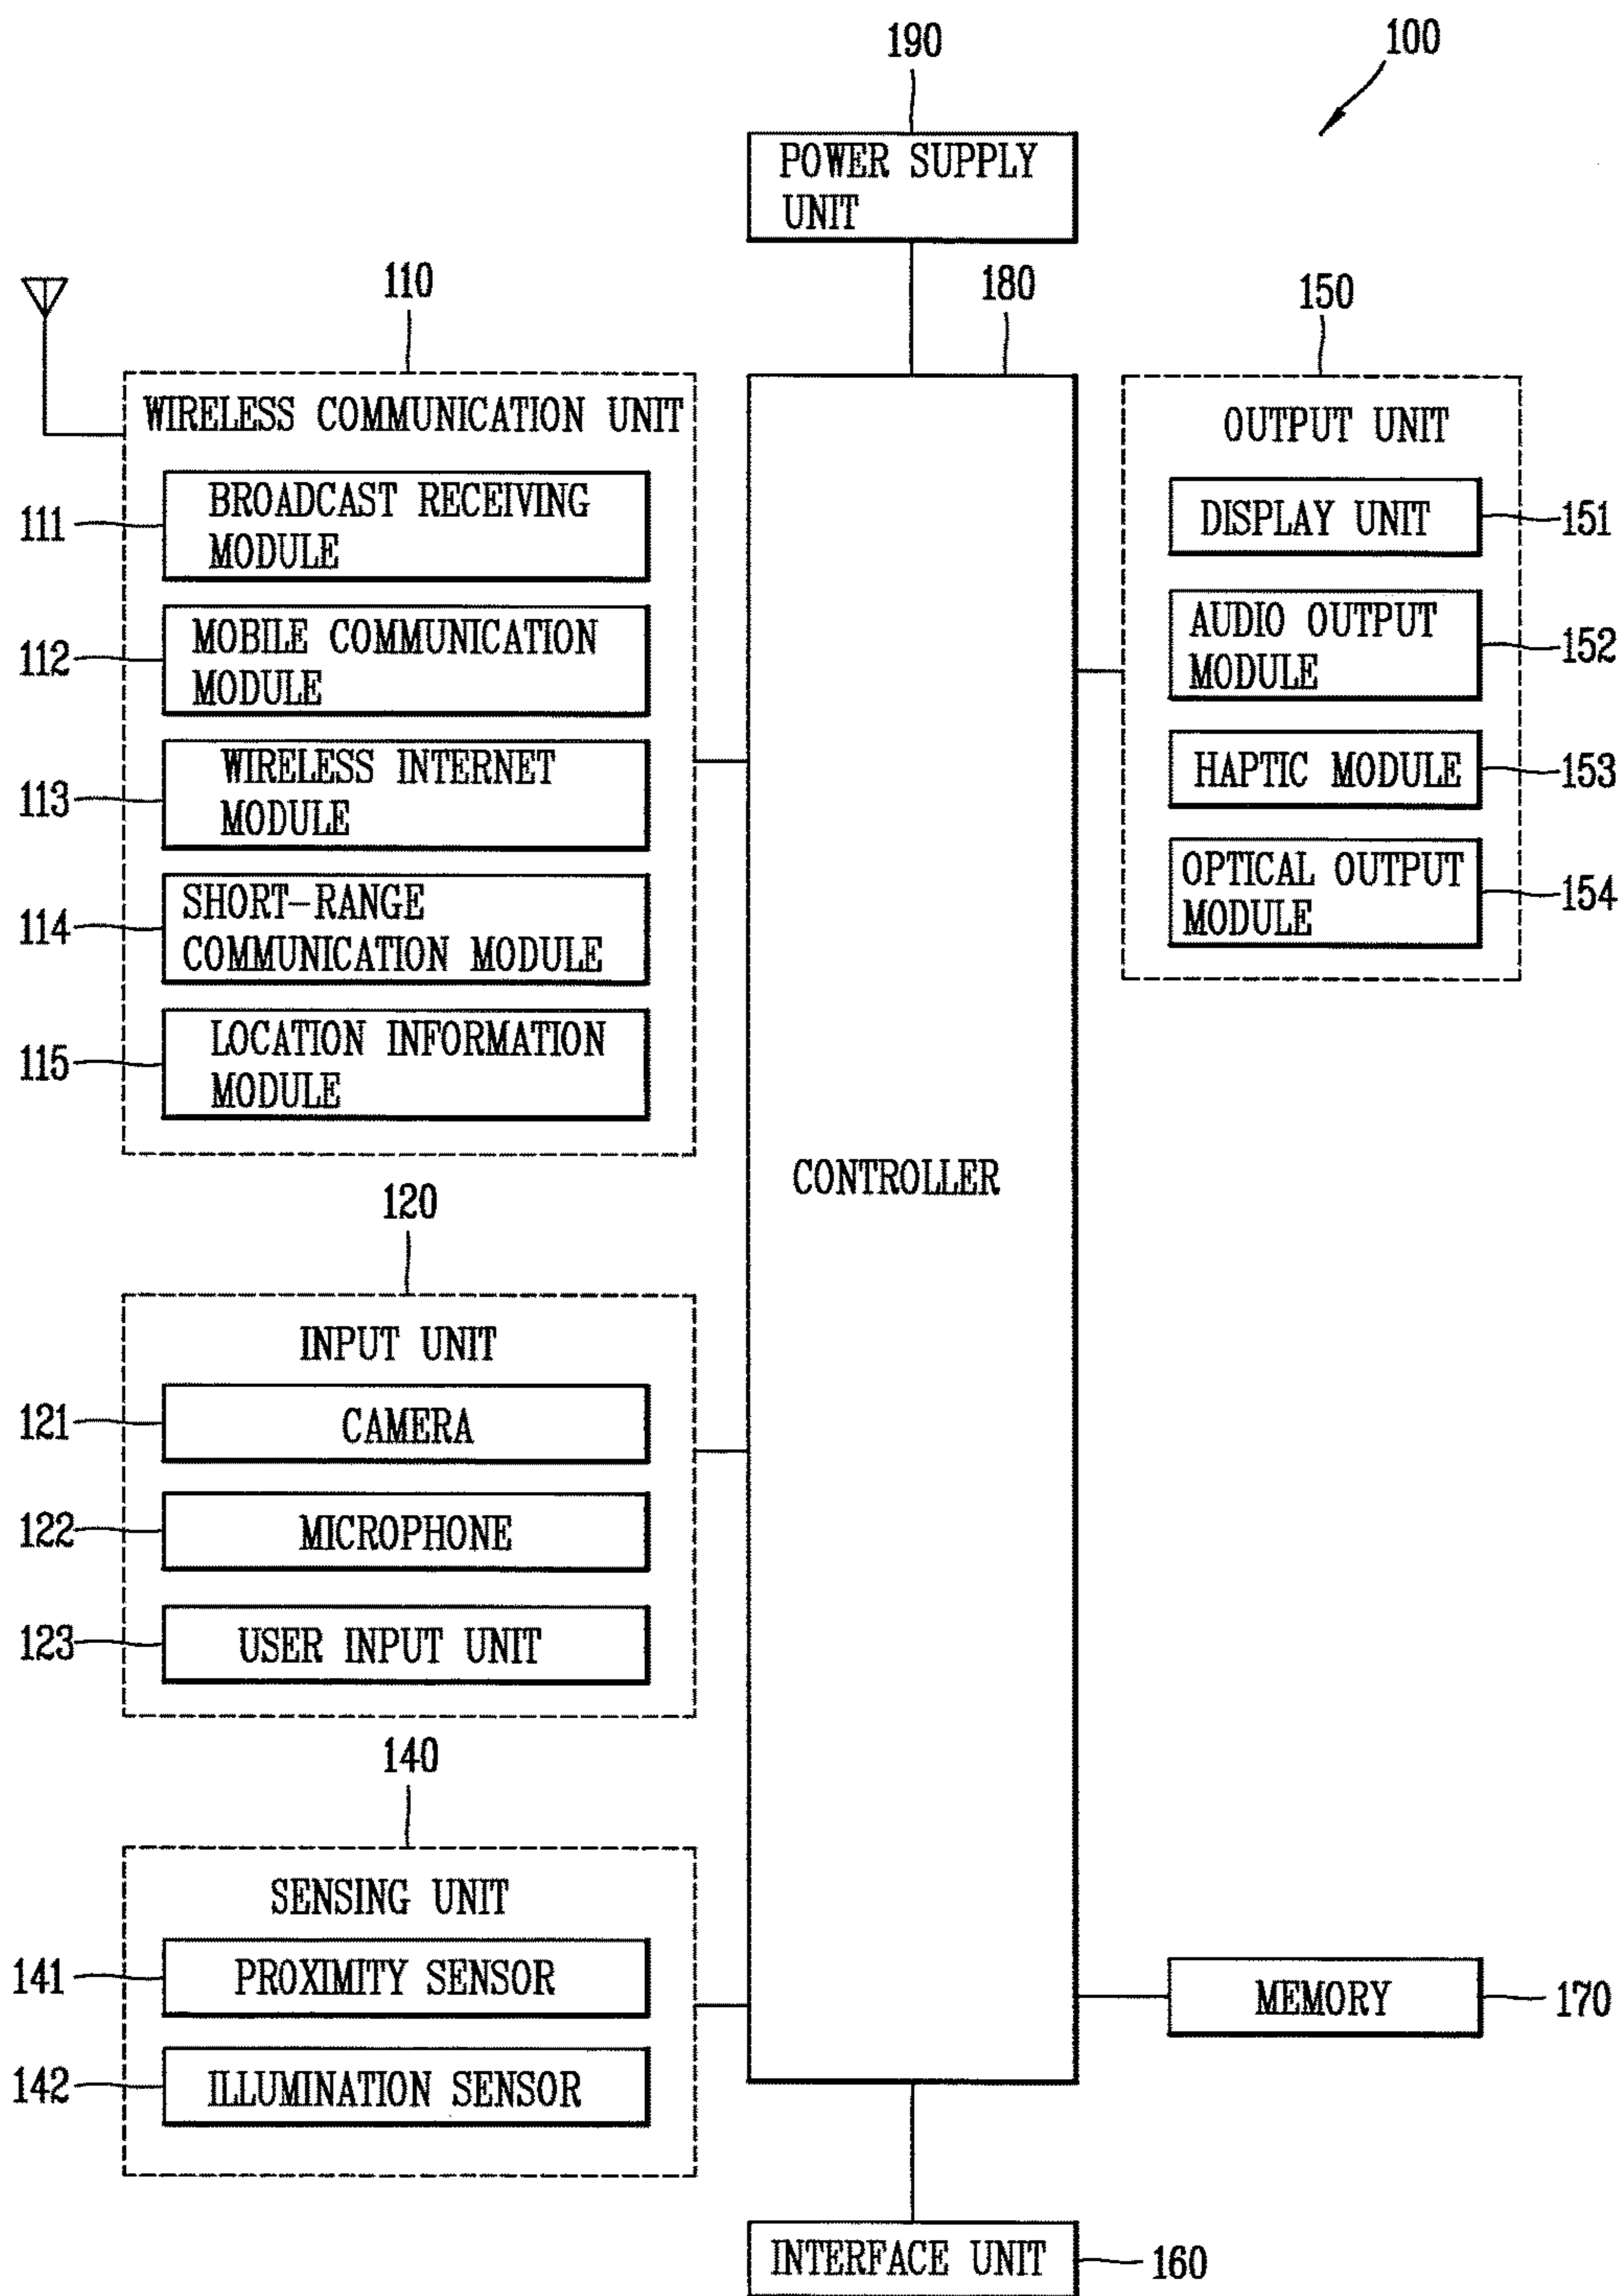 190
100
POWER SUPPLY
UNIT
110
180
150
WIRELESS COMMUNICATION UNIT
111
BROADCAST RECEIVING
MODULE
112
MOBILE COMMUNICATION
MODULE
113
WIRELESS INTERNET
MODULE
114
SHORT-RANGE
COMMUNICATION MODULE
115
LOCATION INFORMATION
MODULE
OUTPUT UNIT
DISPLAY UNIT
151
AUDIO OUTPUT
MODULE
152
HAPTIC MODULE
153
OPTICAL OUTPUT
MODULE
154
CONTROLLER
120
INPUT UNIT
121
CAMERA
122
MICROPHONE
123
USER INPUT UNIT
140
SENSING UNIT
141
PROXIMITY SENSOR
142
ILLUMINATION SENSOR
MEMORY
170
INTERFACE UNIT
160